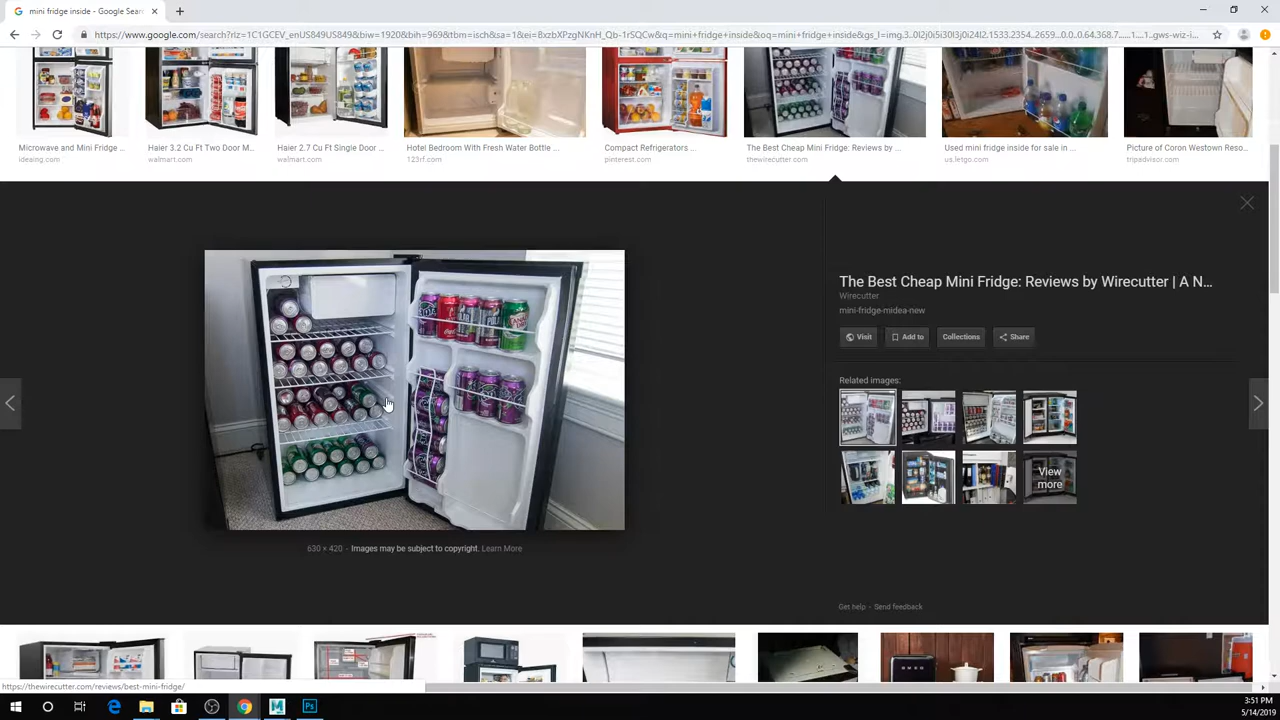 mini fridge inside - Google Sear
https://www.google.com/search?rlz=1C1GCEV_enUS849US849&biw=1920&bih=969&tbm=isch&sa=1&ei=8xzbXPzgNKnH_Qb-1rSQCw&q=mini+fridge+inside&oq=mini+fridge+inside&gs_l=img.3..0l2j0i5i30l3j0i24l2.1533.2354..2659...0.0..0.64.368.7......1....1..gws-wiz-i...
Microwave and Mini Fridge ... Haier 3.2 Cu Ft Two Door M... Haier 2.7 Cu Ft Single Door ... Hotel Bedroom With Fresh Water Bottle ... Compact Refrigerators ... The Best Cheap Mini Fridge: Reviews by ... Used mini fridge inside for sale in ... Picture of Coron Westown Reso...
ideaing.com walmart.com walmart.com 123rf.com pinterest.com thewirecutter.com us.letgo.com tripadvisor.com
The Best Cheap Mini Fridge: Reviews by Wirecutter | A N...
Wirecutter
mini-fridge-midea-new
Visit Add to Collections Share
Related images:
View
more
630 × 420 - Images may be subject to copyright. Learn More
Get help - Send feedback
SMEG
https://thewirecutter.com/reviews/best-mini-fridge/
3:51 PM
5/14/2019